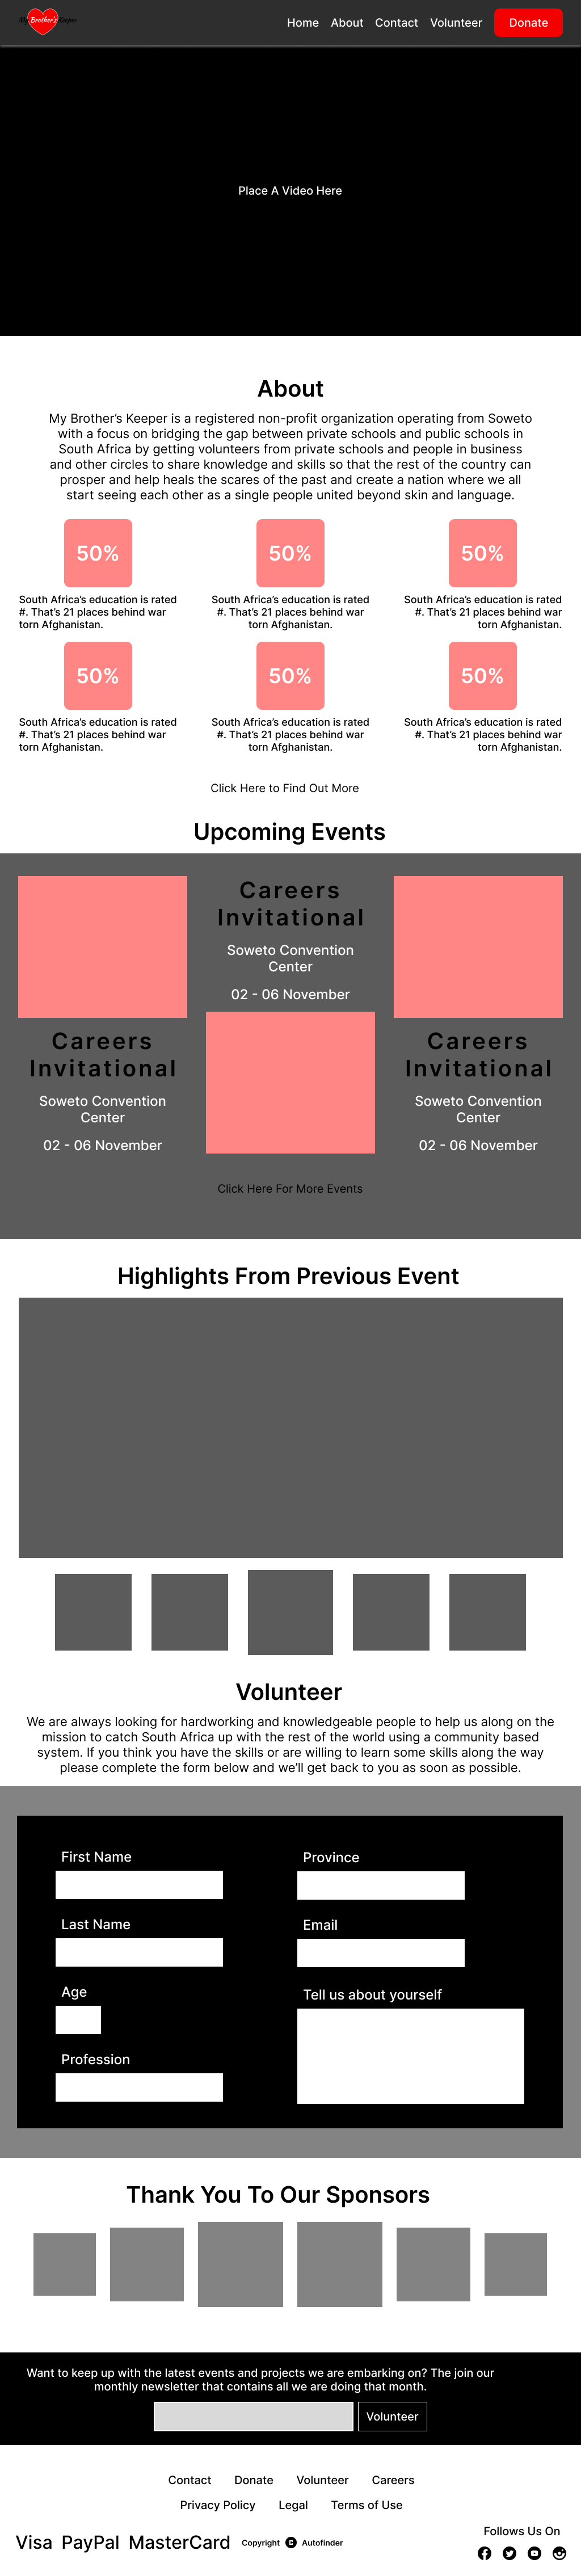 My Brother's Keeper
Home About Contact Volunteer Donate
Place A Video Here
About
My Brother’s Keeper is a registered non-profit organization operating from Soweto
with a focus on bridging the gap between private schools and public schools in
South Africa by getting volunteers from private schools and people in business
and other circles to share knowledge and skills so that the rest of the country can
prosper and help heals the scares of the past and create a nation where we all
start seeing each other as a single people united beyond skin and language.
50%
South Africa’s education is rated
#. That’s 21 places behind war
torn Afghanistan.
50%
South Africa’s education is rated
#. That’s 21 places behind war
torn Afghanistan.
50%
South Africa’s education is rated
#. That’s 21 places behind war
torn Afghanistan.
50%
South Africa’s education is rated
#. That’s 21 places behind war
torn Afghanistan.
50%
South Africa’s education is rated
#. That’s 21 places behind war
torn Afghanistan.
50%
South Africa’s education is rated
#. That’s 21 places behind war
torn Afghanistan.
Click Here to Find Out More
Upcoming Events
Careers
Invitational
Soweto Convention
Center
02 - 06 November
Careers
Invitational
Soweto Convention
Center
02 - 06 November
Careers
Invitational
Soweto Convention
Center
02 - 06 November
Click Here For More Events
Highlights From Previous Event
Volunteer
We are always looking for hardworking and knowledgeable people to help us along on the
mission to catch South Africa up with the rest of the world using a community based
system. If you think you have the skills or are willing to learn some skills along the way
please complete the form below and we’ll get back to you as soon as possible.
First Name
Last Name
Age
Profession
Province
Email
Tell us about yourself
Thank You To Our Sponsors
Want to keep up with the latest events and projects we are embarking on? The join our
monthly newsletter that contains all we are doing that month.
Volunteer
Contact Donate Volunteer Careers
Privacy Policy Legal Terms of Use
Visa PayPal MasterCard
Copyright C Autofinder
Follows Us On